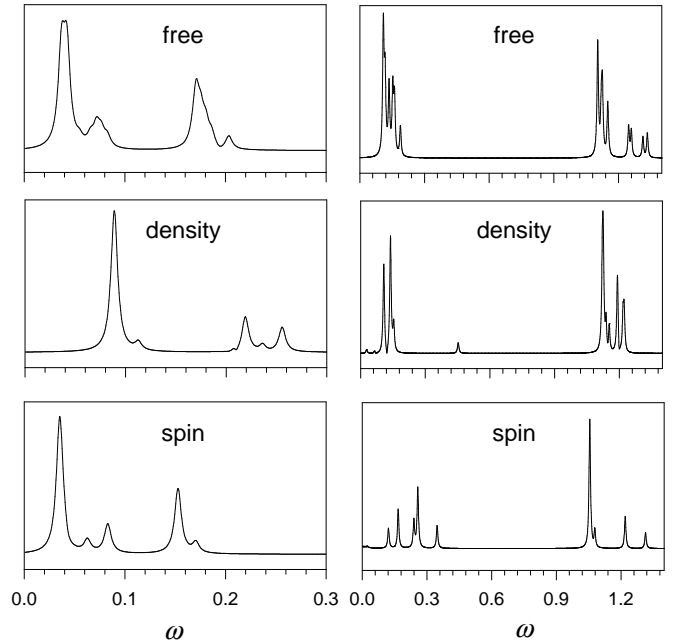 free free
density density
spin spin
0.0 0.1 0.2 0.3 0.0 0.3 0.6 0.9 1.2
ω ω